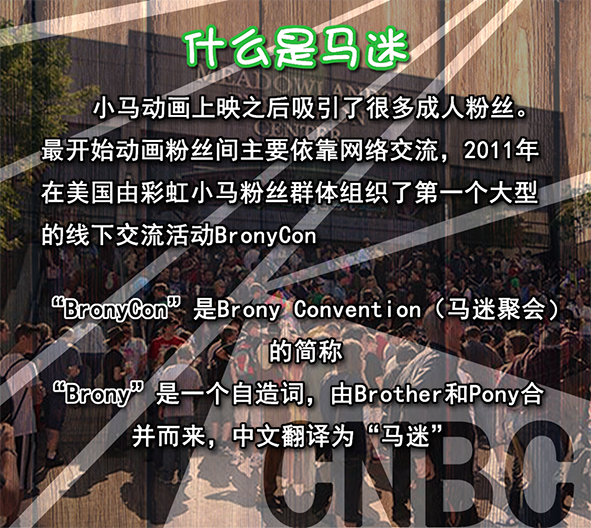 什么是马迷
小马动画上映之后吸引了很多成人粉丝。
最开始动画粉丝间主要依靠网络交流，2011年
在美国由彩虹小马粉丝群体组织了第一个大型
的线下交流活动BronyCon
“BronyCon”是Brony Convention（马迷聚会）
的简称
“Brony”是一个自造词，由Brother和Pony合
并而来，中文翻译为“马迷”
CNBC